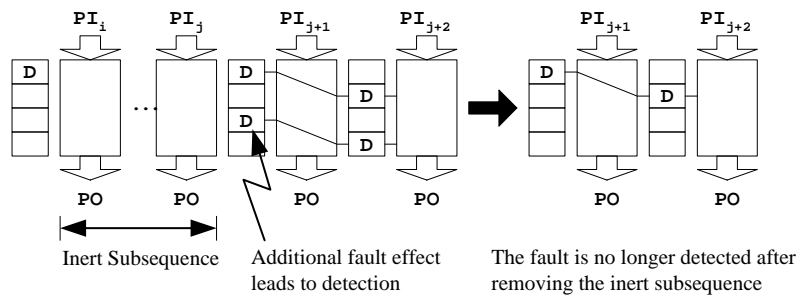 PI_i PI_j PI_j+1 PI_j+2 PI_j+1 PI_j+2
D D D
... D D
D
D
PO PO PO PO PO PO
Inert Subsequence
Additional fault effect
leads to detection
The fault is no longer detected after
removing the inert subsequence